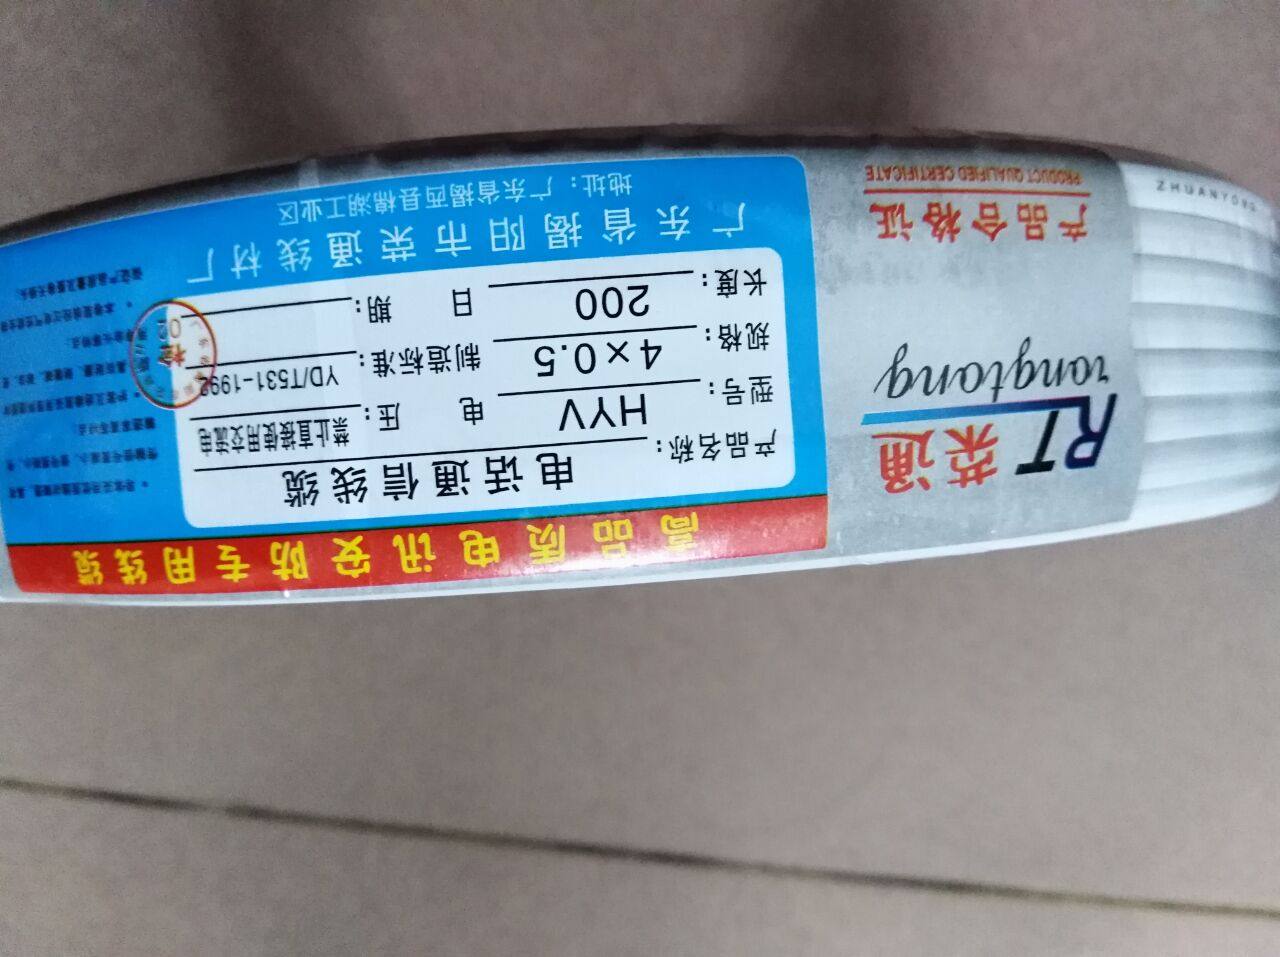 RT 荣通
rongtong
产品合格证
PRODUCT QUALIFIED CERTIFICATE
ZHUANYONG
高品质电讯安防专用线缆
产品名称: 电话通信线缆
型号: HYV 电压: 禁止直接使用交流电
规格: 4×0.5 制造标准: YD/T531-1992
长度: 200 日期:
广东省揭阳市荣通线材厂
地址: 广东省揭西县棉湖工业区
检
02